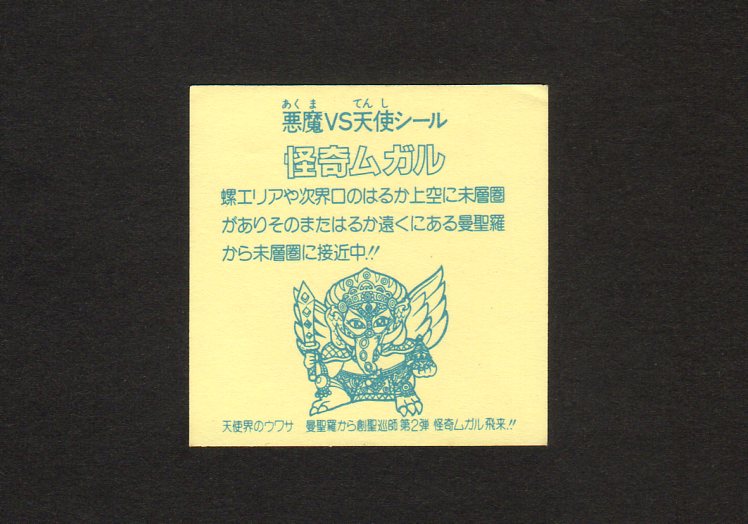 あくま てんし
悪魔VS天使シール
怪奇ムガル
螺エリアや次界口のはるか上空に未層圏
がありそのまたはるか遠くにある曼聖羅
から未層圏に接近中!!
天使界のウワサ 曼聖羅から創聖巡師第2弾 怪奇ムガル飛来!!